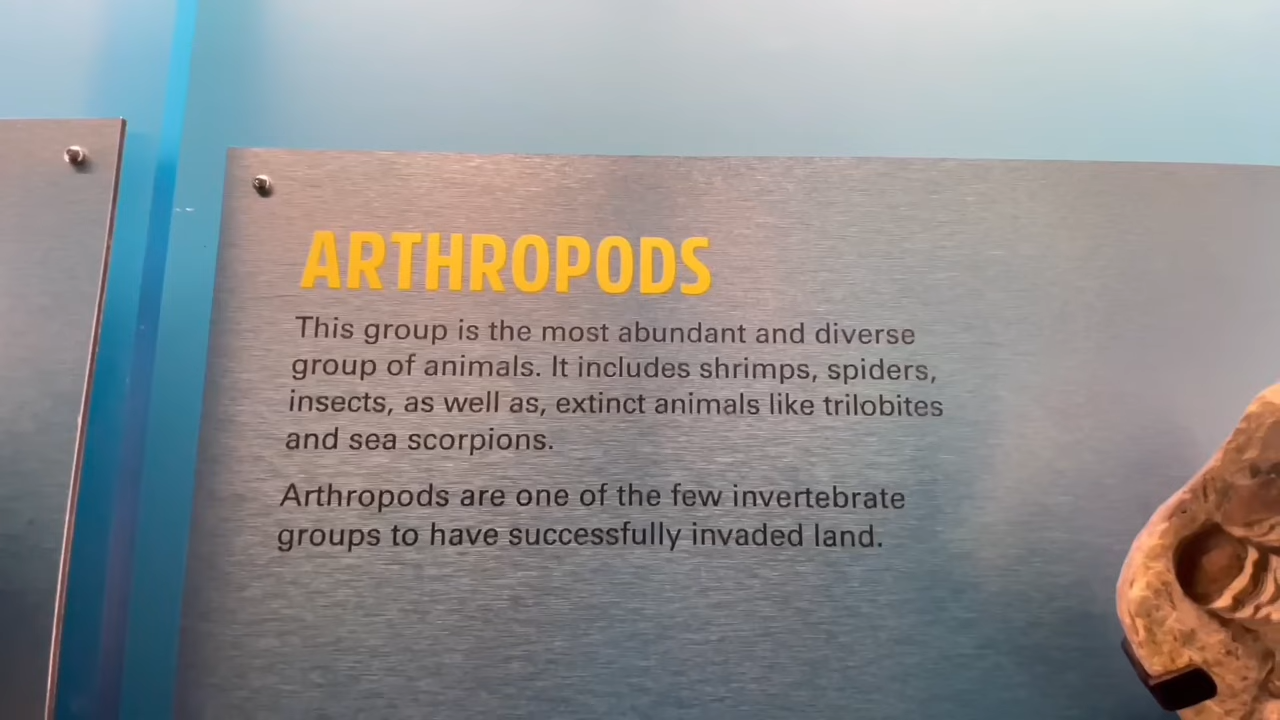 ARTHROPODS
This group is the most abundant and diverse
group of animals. It includes shrimps, spiders,
insects, as well as, extinct animals like trilobites
and sea scorpions.
Arthropods are one of the few invertebrate
groups to have successfully invaded land.